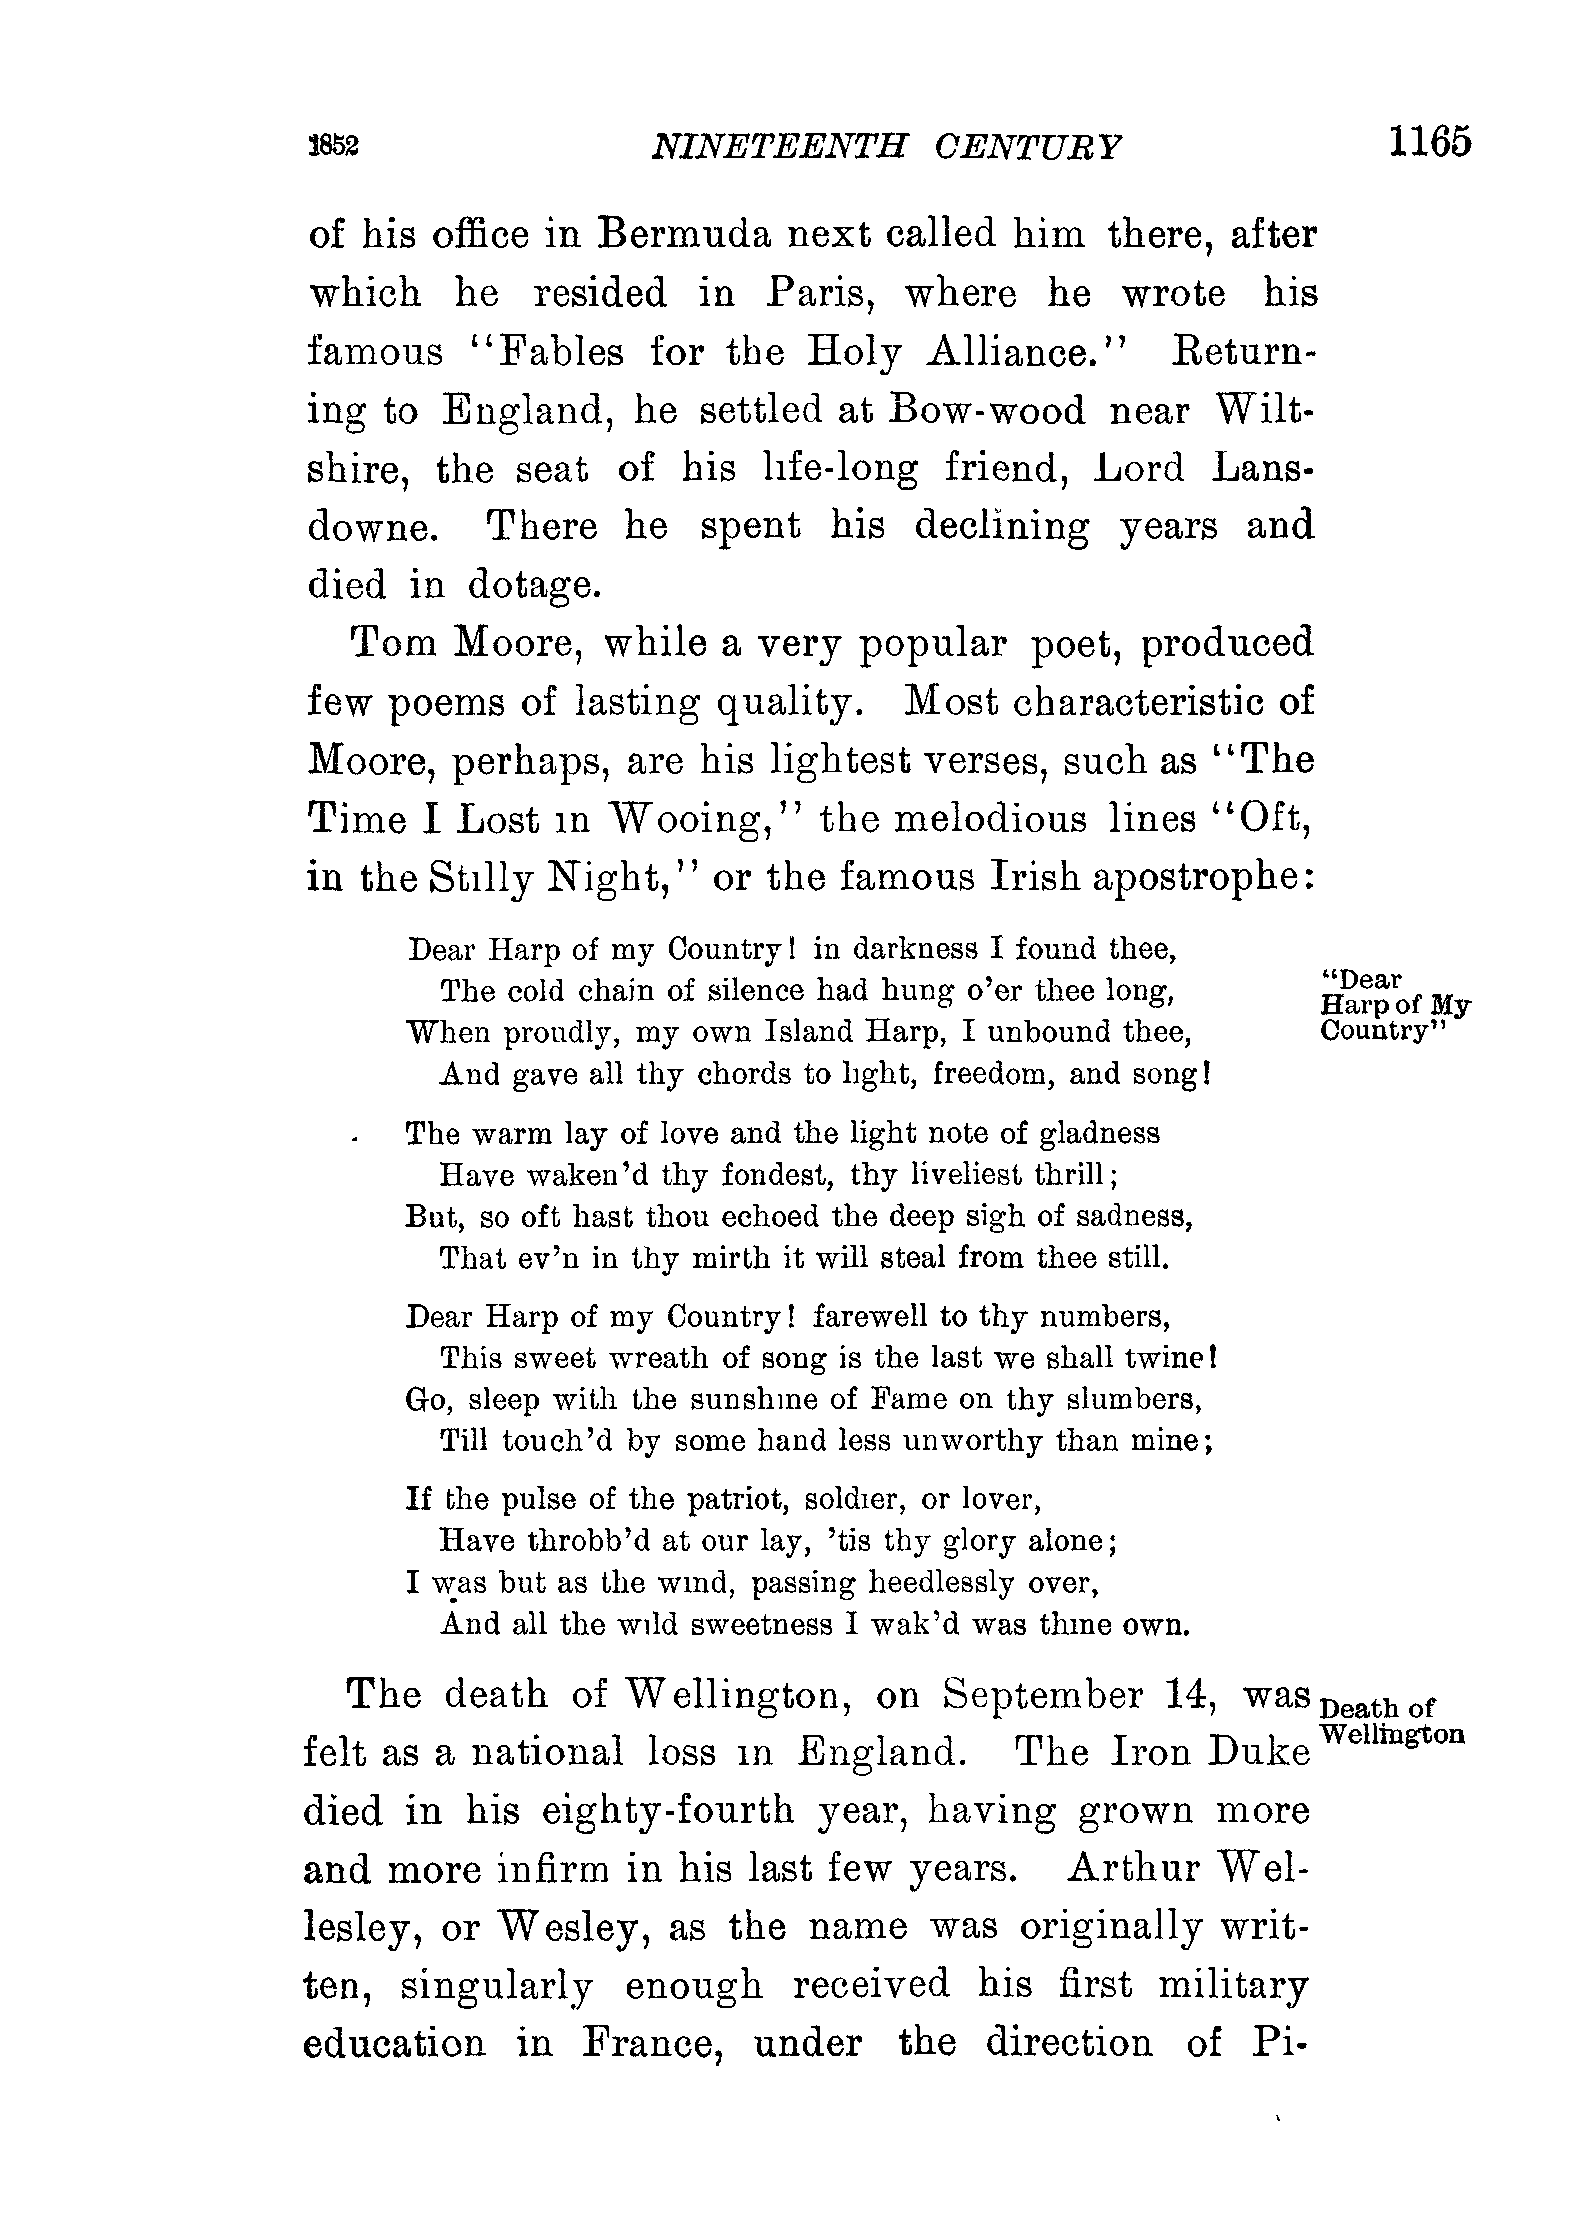 1852 NINETEENTH CENTURY 1165
of his office in Bermuda next called him there, after
which he resided in Paris, where he wrote his
famous "Fables for the Holy Alliance." Return-
ing to England, he settled at Bow-wood near Wilt-
shire, the seat of his life-long friend, Lord Lans-
downe. There he spent his declining years and
died in dotage.
Tom Moore, while a very popular poet, produced
few poems of lasting quality. Most characteristic of
Moore, perhaps, are his lightest verses, such as "The
Time I Lost in Wooing," the melodious lines "Oft,
in the Stilly Night," or the famous Irish apostrophe:
Dear Harp of my Country! in darkness I found thee,
The cold chain of silence had hung o'er thee long,
When proudly, my own Island Harp, I unbound thee,
And gave all thy chords to light, freedom, and song!
"Dear
Harp of My
Country"
The warm lay of love and the light note of gladness
Have waken'd thy fondest, thy liveliest thrill;
But, so oft hast thou echoed the deep sigh of sadness,
That ev'n in thy mirth it will steal from thee still.
Dear Harp of my Country! farewell to thy numbers,
This sweet wreath of song is the last we shall twine!
Go, sleep with the sunshine of Fame on thy slumbers,
Till touch'd by some hand less unworthy than mine;
If the pulse of the patriot, soldier, or lover,
Have throbb'd at our lay, 'tis thy glory alone;
I was but as the wind, passing heedlessly over,
And all the wild sweetness I wak'd was thine own.
The death of Wellington, on September 14, was
felt as a national loss in England. The Iron Duke
died in his eighty-fourth year, having grown more
and more infirm in his last few years. Arthur Wel-
lesley, or Wesley, as the name was originally writ-
ten, singularly enough received his first military
education in France, under the direction of Pi-
Death of
Wellington